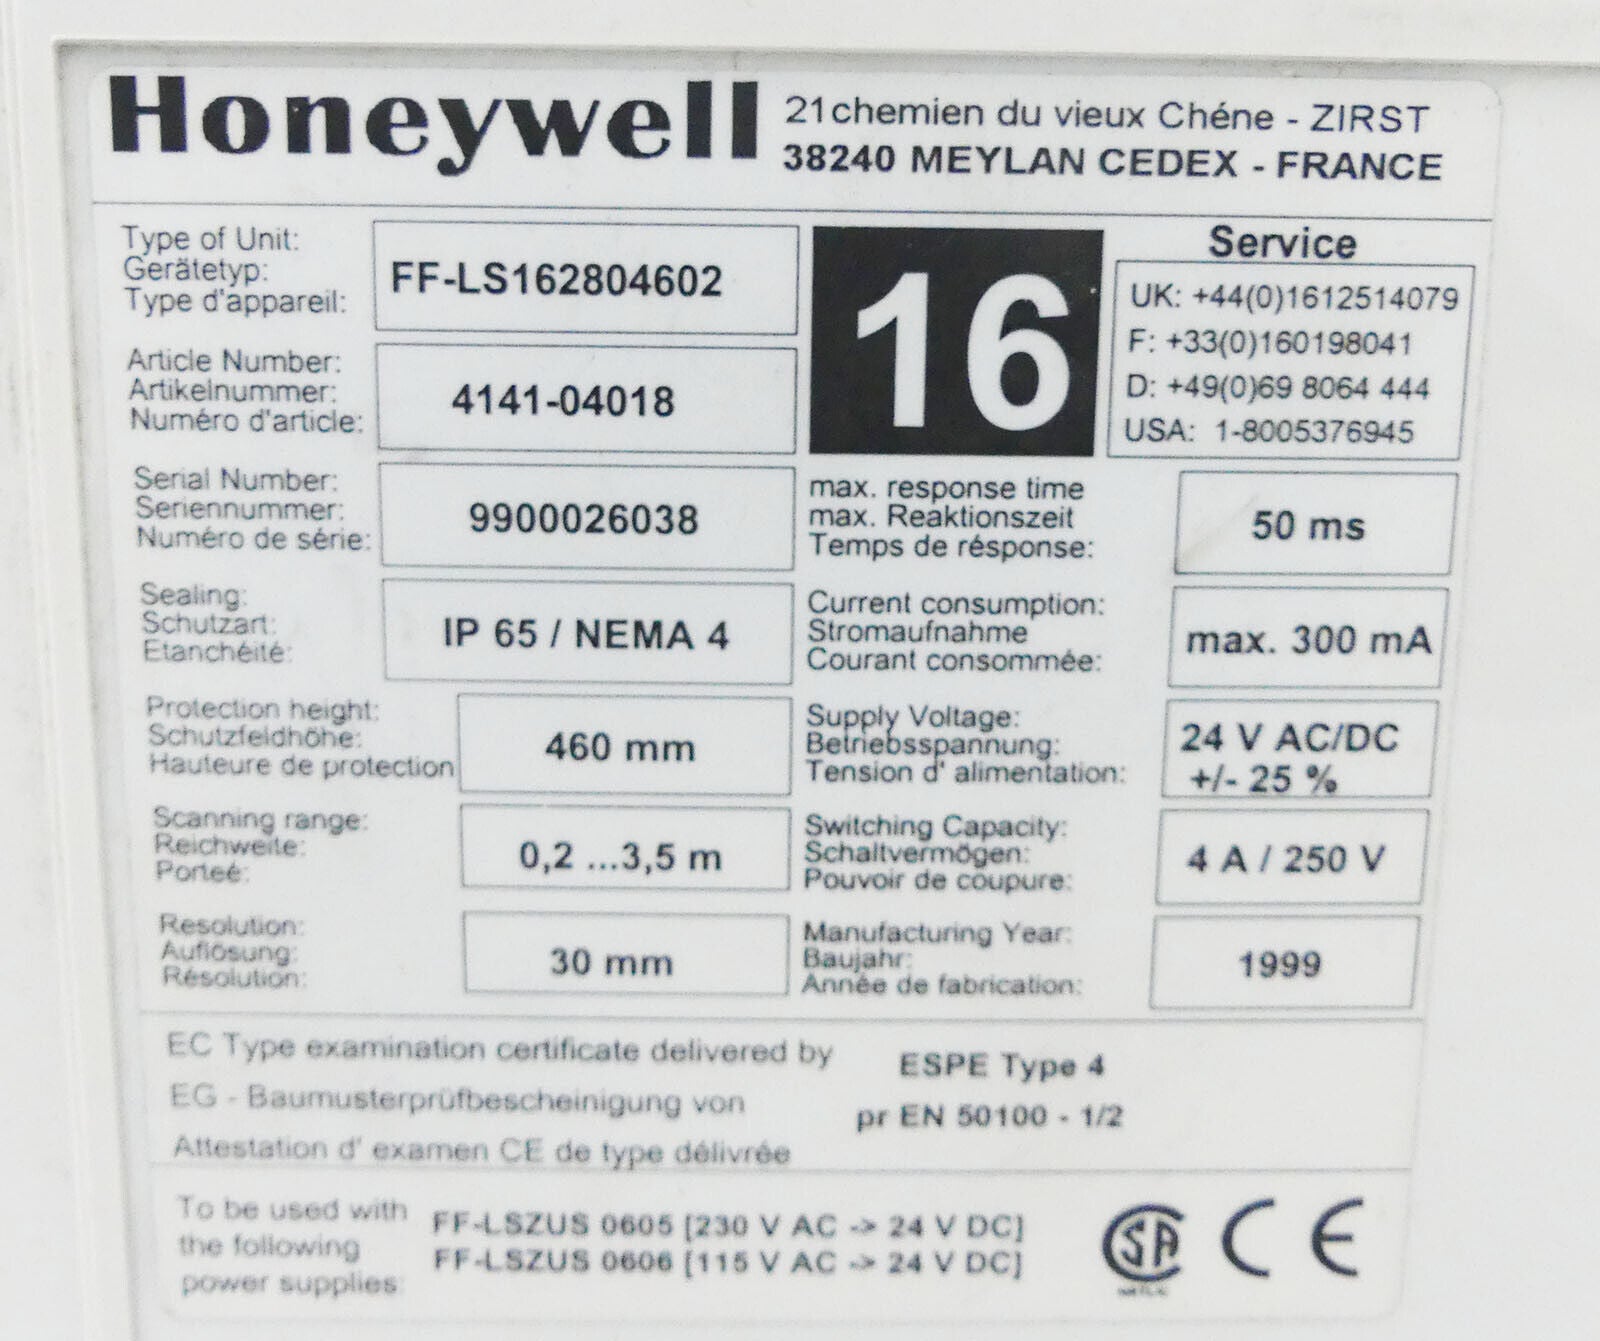 Honeywell
21 chemien du vieux Chéne - ZIRST
38240 MEYLAN CEDEX - FRANCE
Type of Unit:
Gerätetyp:
Type d'appareil:
FF-LS162804602
16
Service
UK: +44(0)1612514079
F: +33(0)160198041
D: +49(0)69 8064 444
USA: 1-8005376945
Article Number:
Artikelnummer:
Numéro d'article:
4141-04018
Serial Number:
Seriennummer:
Numéro de série:
9900026038
max. response time
max. Reaktionszeit
Temps de résponse:
50 ms
Sealing:
Schutzart:
Etanchéité:
IP 65 / NEMA 4
Current consumption:
Stromaufnahme
Courant consommée:
max. 300 mA
Protection height:
Schutzfeldhöhe:
Hauteure de protection
460 mm
Supply Voltage:
Betriebsspannung:
Tension d' alimentation:
24 V AC/DC
+/- 25 %
Scanning range:
Reichweite:
Porteé:
0,2 ...3,5 m
Switching Capacity:
Schaltvermögen:
Pouvoir de coupure:
4 A / 250 V
Resolution:
Auflösung:
Résolution:
30 mm
Manufacturing Year:
Baujahr:
Année de fabrication:
1999
EC Type examination certificate delivered by
EG - Baumusterprüfbescheinigung von
Attestation d' examen CE de type délivrée
ESPE Type 4
pr EN 50100 - 1/2
To be used with
the following
power supplies:
FF-LSZUS 0605 [230 V AC -> 24 V DC]
FF-LSZUS 0606 [115 V AC -> 24 V DC]
SA
CE